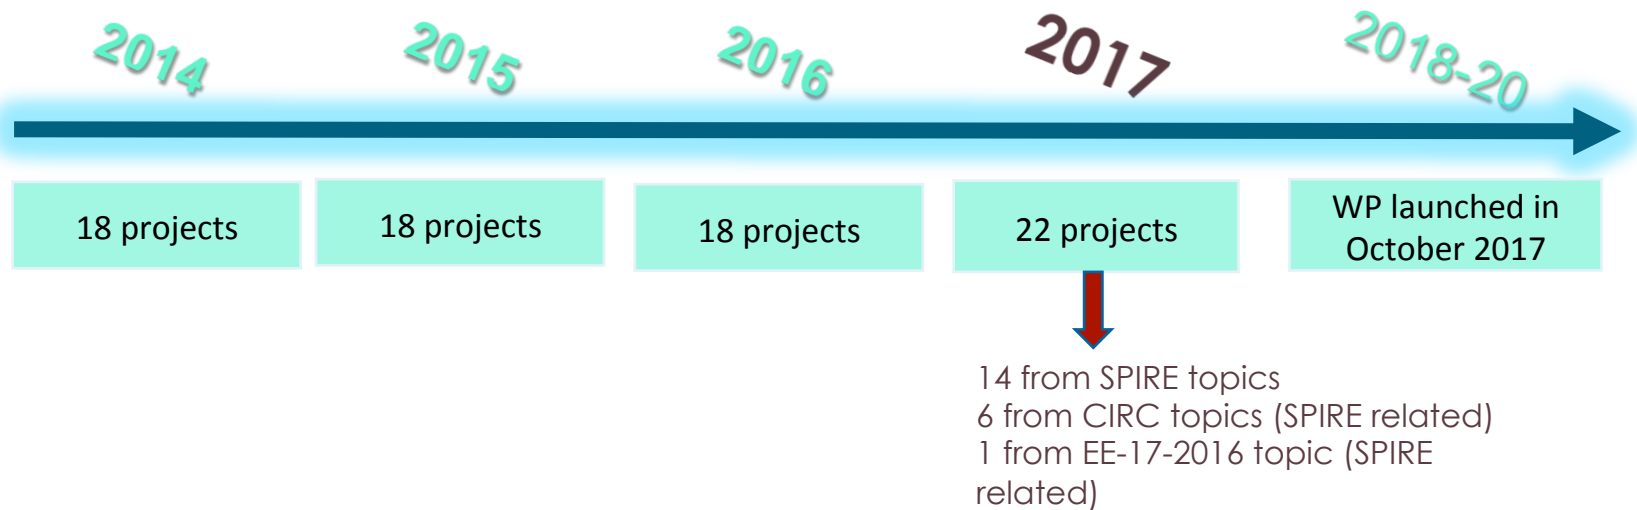 2014
2015
2016
2017
2018-20
18 projects
18 projects
18 projects
22 projects
WP launched in
October 2017
14 from SPIRE topics
6 from CIRC topics (SPIRE related)
1 from EE-17-2016 topic (SPIRE
related)